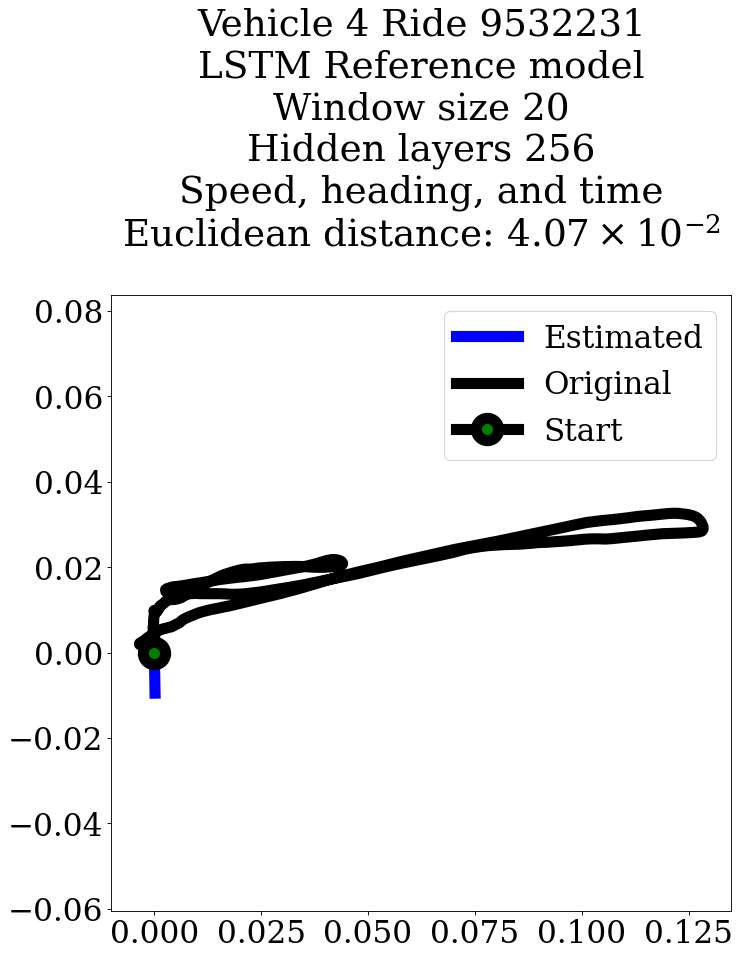 Vehicle 4 Ride 9532231
LSTM Reference model
Window size 20
Hidden layers 256
Speed, heading, and time
Euclidean distance: 4.07 × 10⁻²
Estimated
Original
Start
0.08
0.06
0.04
0.02
0.00
−0.02
−0.04
−0.06
0.000 0.025 0.050 0.075 0.100 0.125